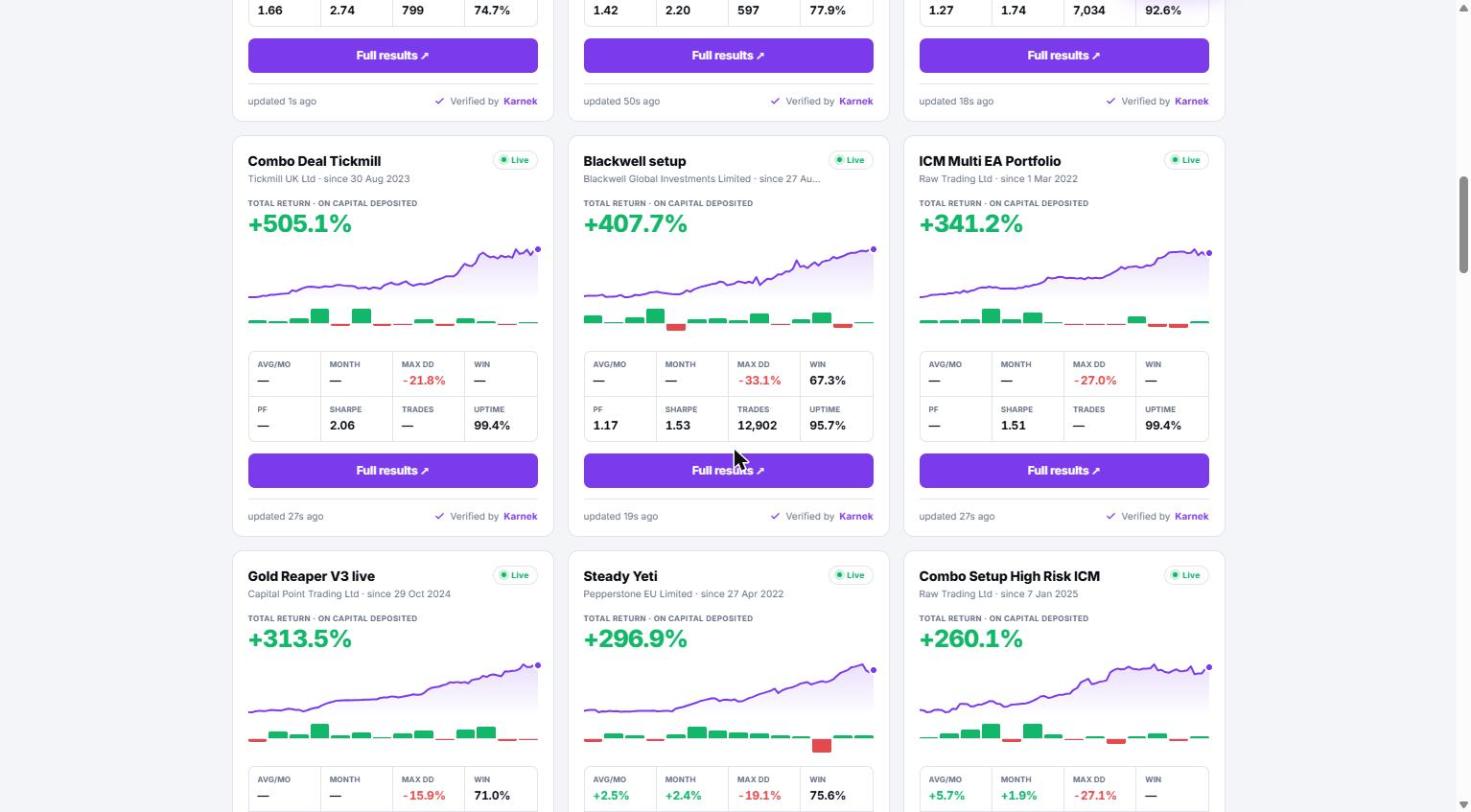 1.66 2.74 799 74.7% 1.42 2.20 597 77.9% 1.27 1.74 7,034 92.6%
Full results ↗ Full results ↗ Full results ↗
updated 1s ago ✓ Verified by Karnek updated 50s ago ✓ Verified by Karnek updated 18s ago ✓ Verified by Karnek
Combo Deal Tickmill Live
Tickmill UK Ltd · since 30 Aug 2023
TOTAL RETURN · ON CAPITAL DEPOSITED
+505.1%
AVG/MO MONTH MAX DD WIN
— — -21.8% —
PF SHARPE TRADES UPTIME
— 2.06 — 99.4%
Full results ↗
updated 27s ago ✓ Verified by Karnek
Blackwell setup Live
Blackwell Global Investments Limited · since 27 Au...
TOTAL RETURN · ON CAPITAL DEPOSITED
+407.7%
AVG/MO MONTH MAX DD WIN
— — -33.1% 67.3%
PF SHARPE TRADES UPTIME
1.17 1.53 12,902 95.7%
Full results ↗
updated 19s ago ✓ Verified by Karnek
ICM Multi EA Portfolio Live
Raw Trading Ltd · since 1 Mar 2022
TOTAL RETURN · ON CAPITAL DEPOSITED
+341.2%
AVG/MO MONTH MAX DD WIN
— — -27.0% —
PF SHARPE TRADES UPTIME
— 1.51 — 99.4%
Full results ↗
updated 27s ago ✓ Verified by Karnek
Gold Reaper V3 live Live
Capital Point Trading Ltd · since 29 Oct 2024
TOTAL RETURN · ON CAPITAL DEPOSITED
+313.5%
AVG/MO MONTH MAX DD WIN
— — -15.9% 71.0%
Steady Yeti Live
Pepperstone EU Limited · since 27 Apr 2022
TOTAL RETURN · ON CAPITAL DEPOSITED
+296.9%
AVG/MO MONTH MAX DD WIN
+2.5% +2.4% -19.1% 75.6%
Combo Setup High Risk ICM Live
Raw Trading Ltd · since 7 Jan 2025
TOTAL RETURN · ON CAPITAL DEPOSITED
+260.1%
AVG/MO MONTH MAX DD WIN
+5.7% +1.9% -27.1% —